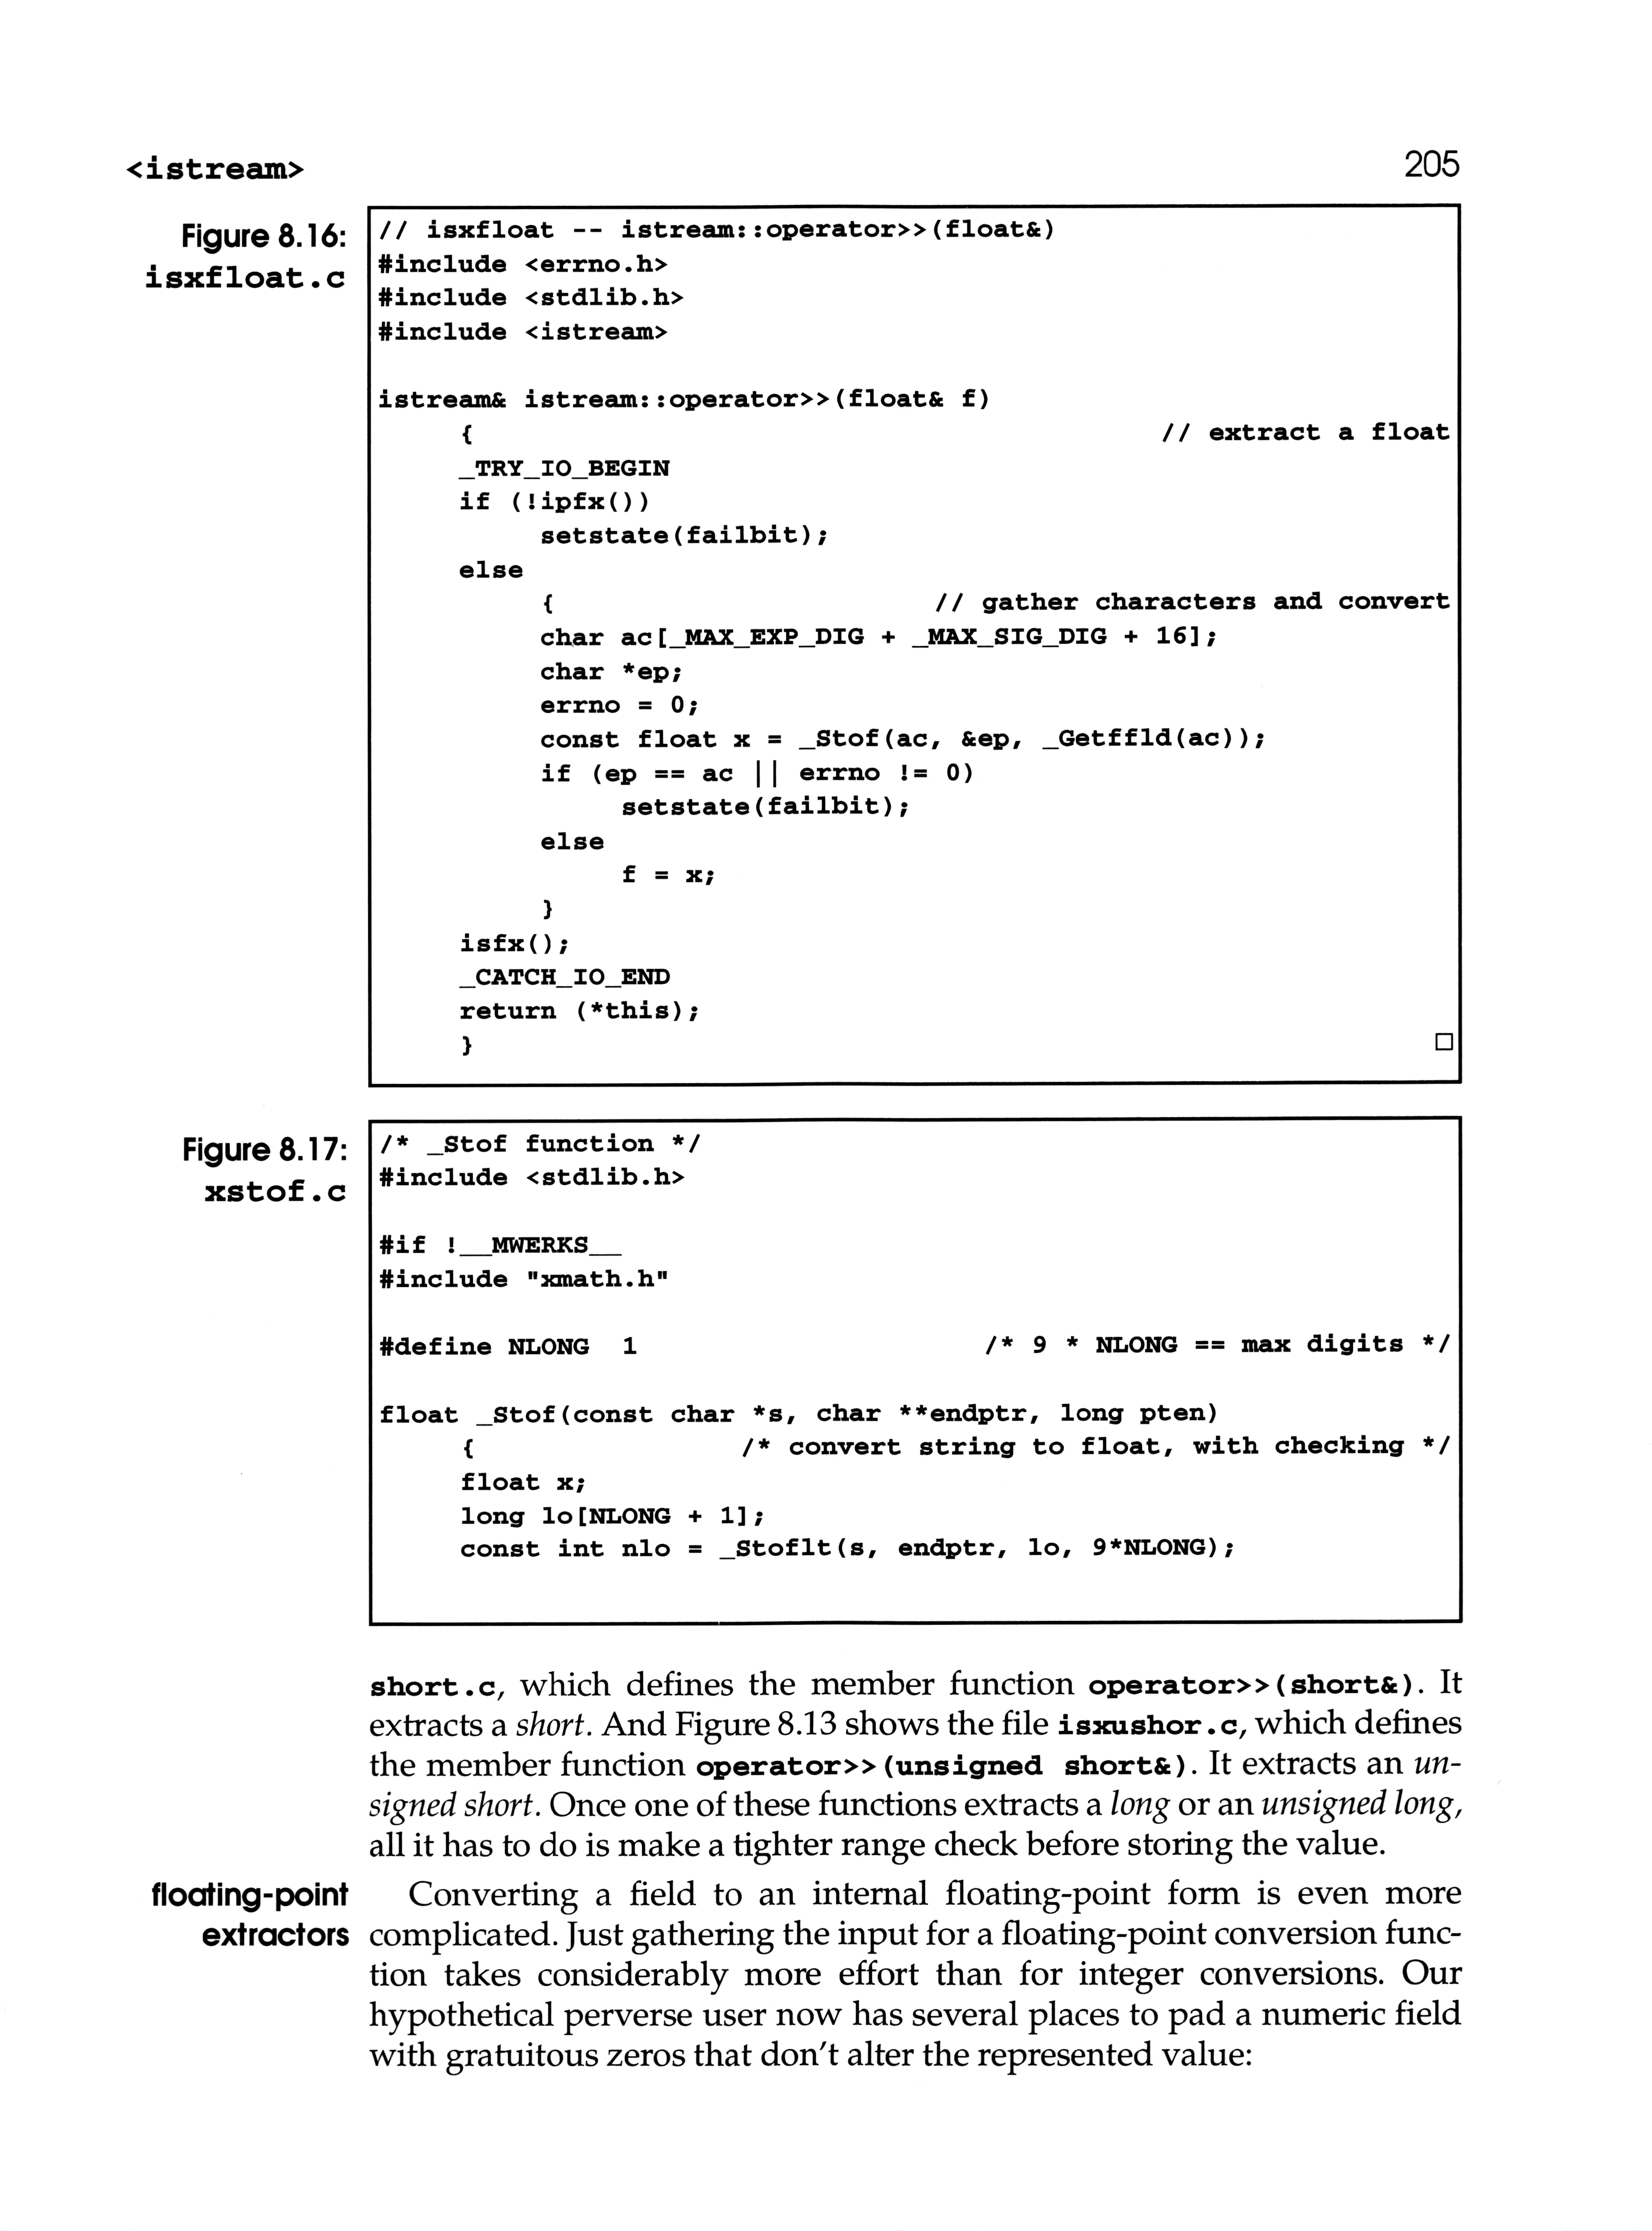 <istream>
205
Figure 8.16:
isxfloat.c
// isxfloat -- istream::operator>>(float&)
#include <errno.h>
#include <stdlib.h>
#include <istream>
istream& istream::operator>>(float& f)
{ // extract a float
_TRY_IO_BEGIN
if (!ipfx())
setstate(failbit);
else
{ // gather characters and convert
char ac[_MAX_EXP_DIG + _MAX_SIG_DIG + 16];
char *ep;
errno = 0;
const float x = _Stof(ac, &ep, _Getffld(ac));
if (ep == ac || errno != 0)
setstate(failbit);
else
f = x;
}
isfx();
_CATCH_IO_END
return (*this);
} □
Figure 8.17:
xstof.c
/* _Stof function */
#include <stdlib.h>
#if !__MWERKS__
#include "xmath.h"
#define NLONG 1 /* 9 * NLONG == max digits */
float _Stof(const char *s, char **endptr, long pten)
{ /* convert string to float, with checking */
float x;
long lo[NLONG + 1];
const int nlo = _Stoflt(s, endptr, lo, 9*NLONG);
short.c, which defines the member function operator>>(short&). It
extracts a short. And Figure 8.13 shows the file isxushor.c, which defines
the member function operator>>(unsigned short&). It extracts an un-
signed short. Once one of these functions extracts a long or an unsigned long,
all it has to do is make a tighter range check before storing the value.
floating-point
extractors
Converting a field to an internal floating-point form is even more
complicated. Just gathering the input for a floating-point conversion func-
tion takes considerably more effort than for integer conversions. Our
hypothetical perverse user now has several places to pad a numeric field
with gratuitous zeros that don't alter the represented value: